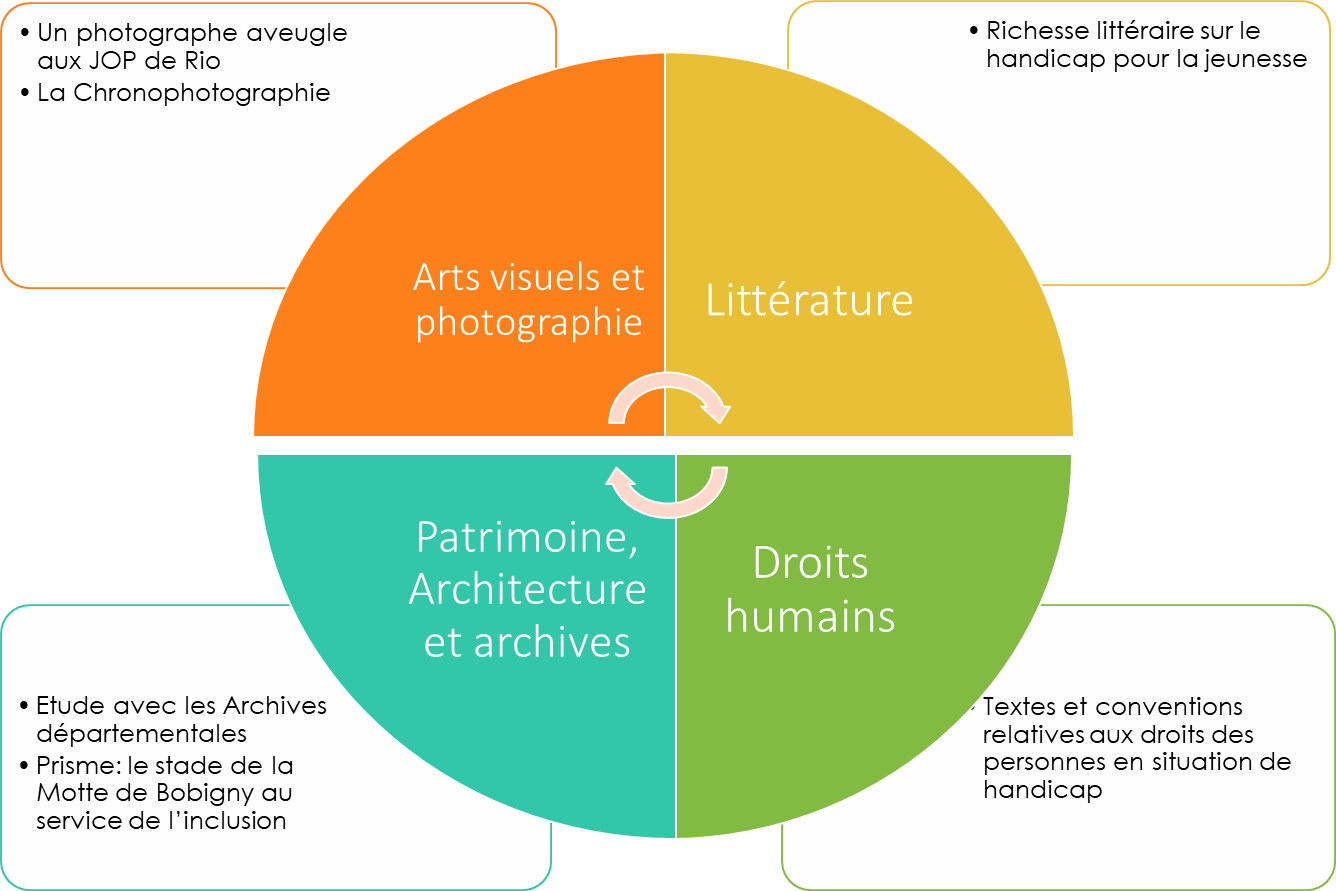 • Un photographe aveugle
aux JOP de Rio
• La Chronophotographie
• Richesse littéraire sur le
handicap pour la jeunesse
Arts visuels et
photographie
Littérature
Patrimoine,
Architecture
et archives
Droits
humains
• Etude avec les Archives
départementales
• Prisme: le stade de la
Motte de Bobigny au
service de l’inclusion
• Textes et conventions
relatives aux droits des
personnes en situation de
handicap